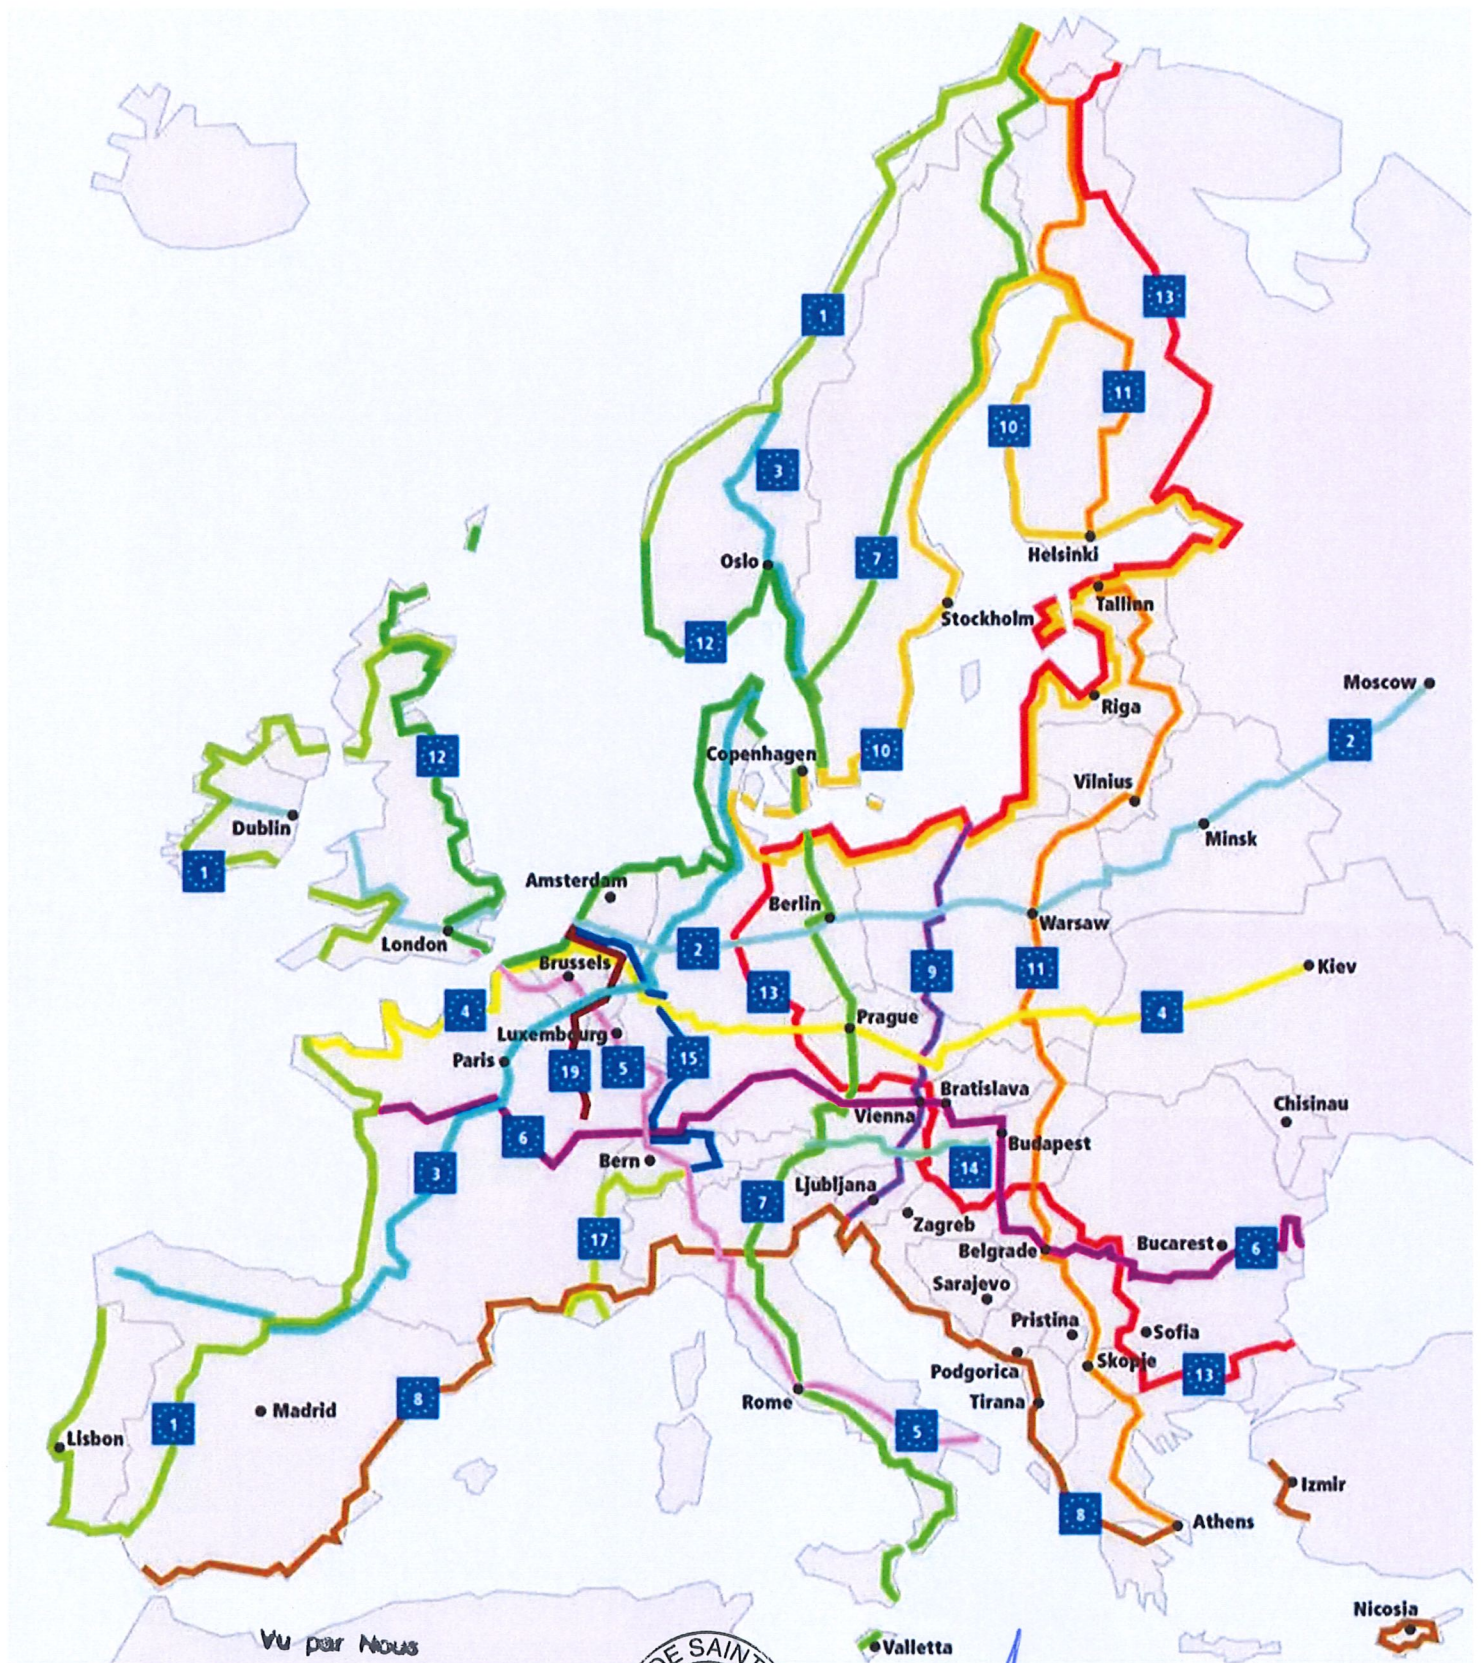 1
13
11
10
3
Oslo
7
Helsinki
Tallinn
Stockholm
12
Riga
Moscow
2
12
Copenhagen
10
Vilnius
Dublin
Minsk
1
Amsterdam
Berlin
Warsaw
London
2
Brussels
13
9
11
Kiev
4
Luxembourg
Prague
4
Paris
19
5
15
Bratislava
Vienna
Chisinau
6
Budapest
Bern
3
14
Ljubljana
7
Zagreb
17
Belgrade
Bucarest
6
Sarajevo
Pristina
Sofia
Podgorica
Skopje
13
Tirana
Rome
8
Madrid
1
Lisbon
5
Izmir
8
Athens
Nicosia
Vu par Nous
DE SAINT
Valletta